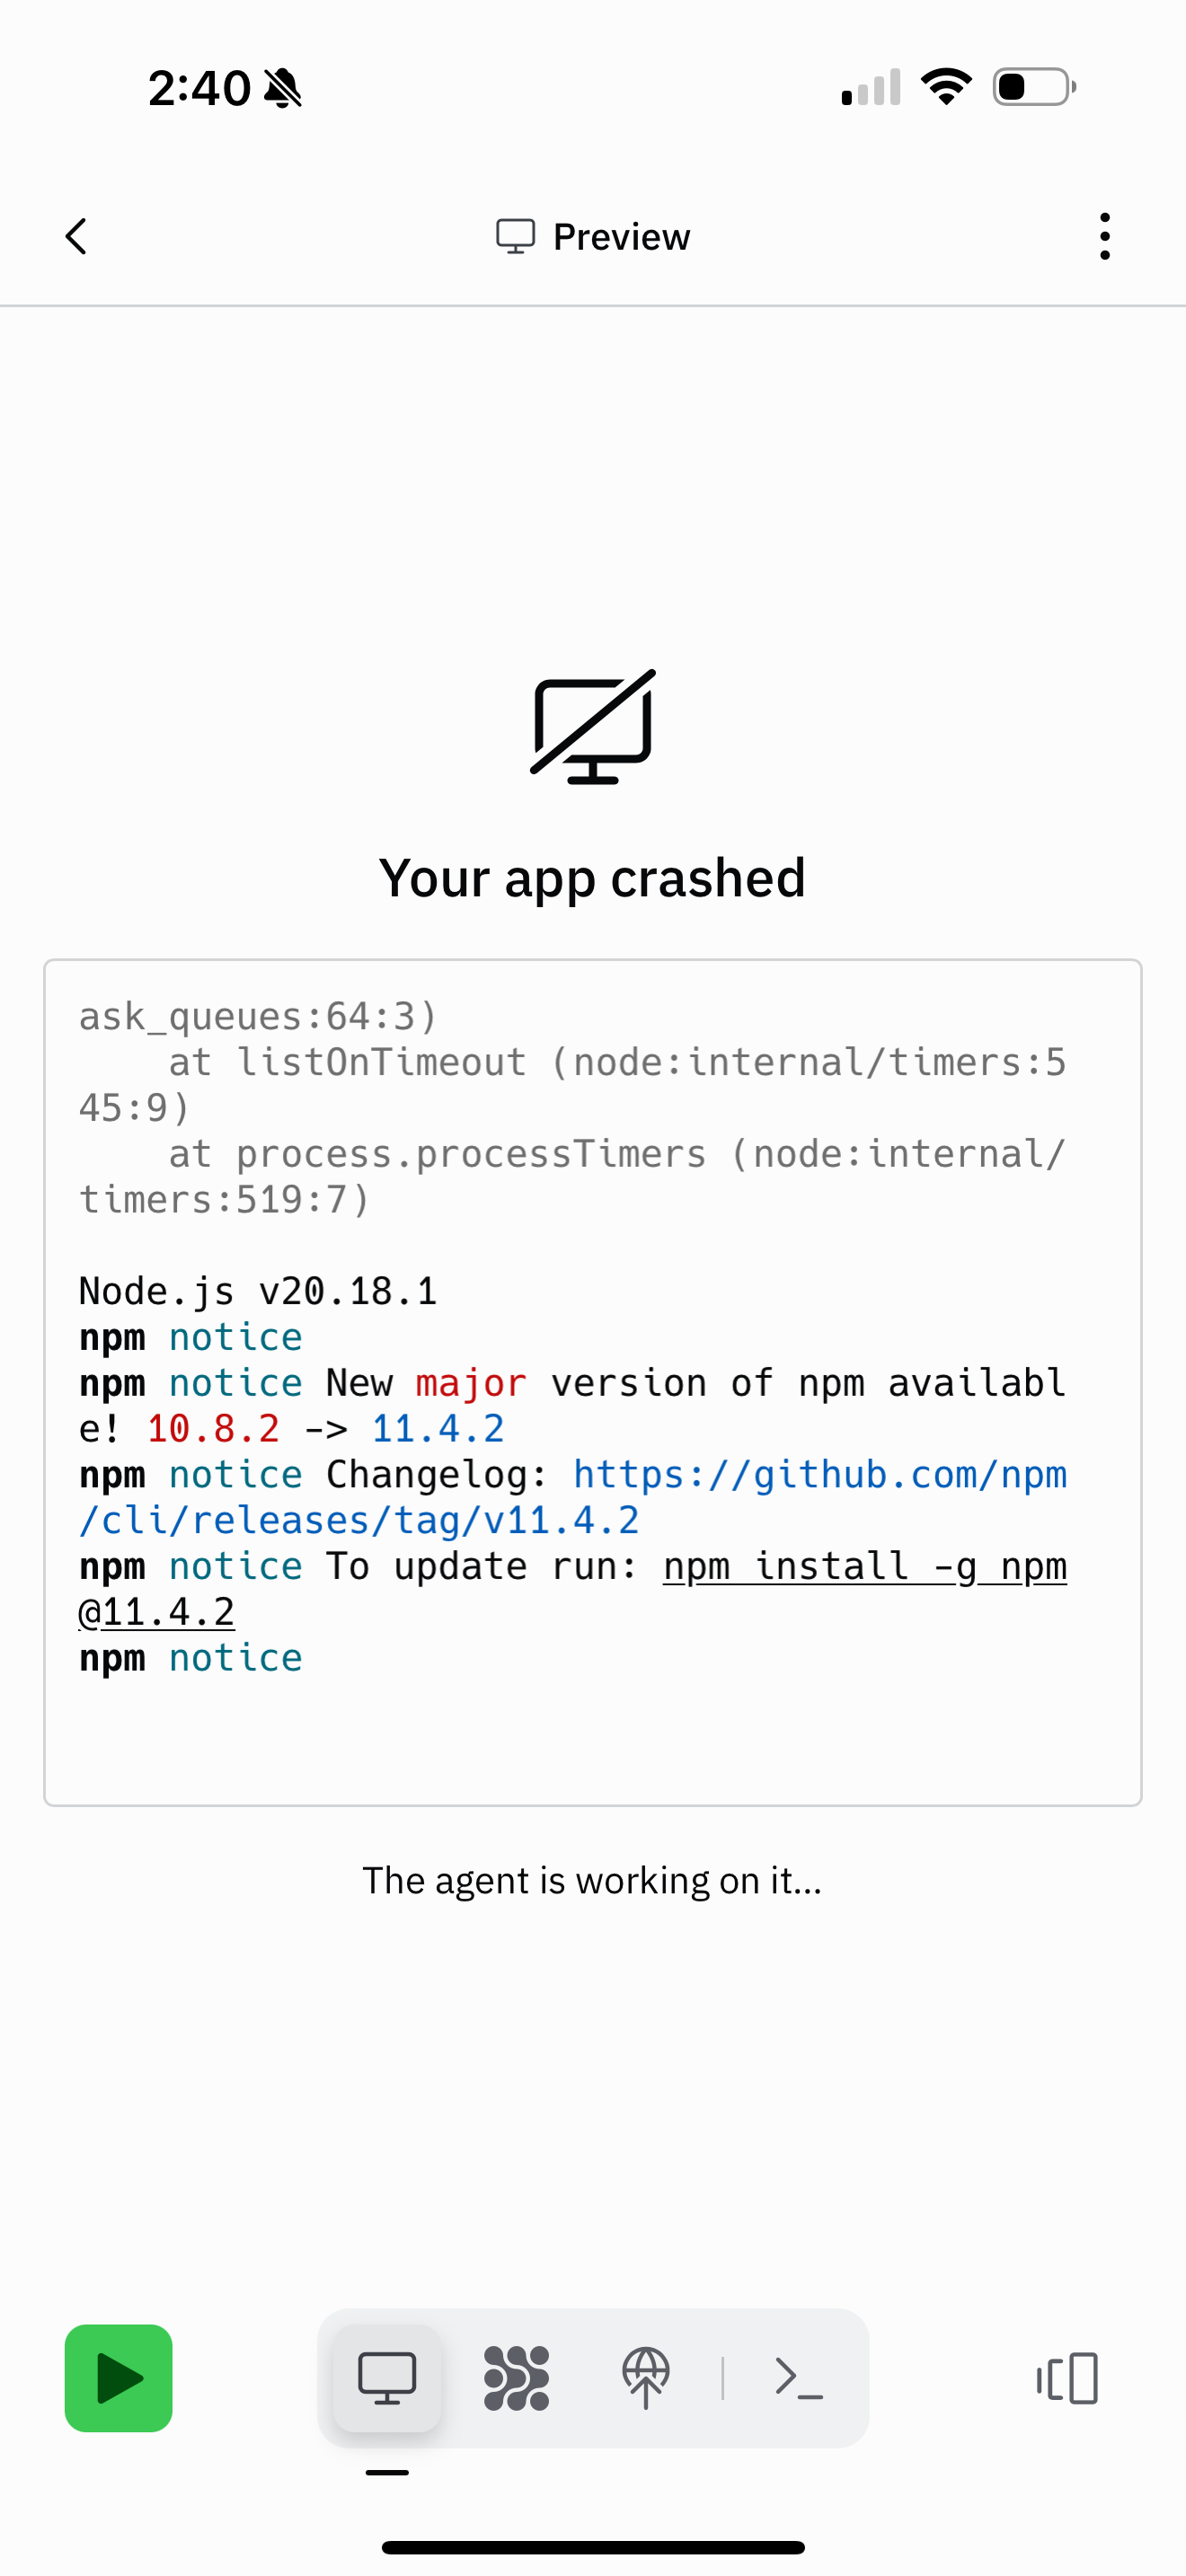 2:40
Preview
Your app crashed
ask_queues:64:3)
    at listOnTimeout (node:internal/timers:5
45:9)
    at process.processTimers (node:internal/
timers:519:7)
Node.js v20.18.1
npm notice
npm notice New major version of npm availabl
e! 10.8.2 -> 11.4.2
npm notice Changelog: https://github.com/npm
/cli/releases/tag/v11.4.2
npm notice To update run: npm install -g npm
@11.4.2
npm notice
The agent is working on it...